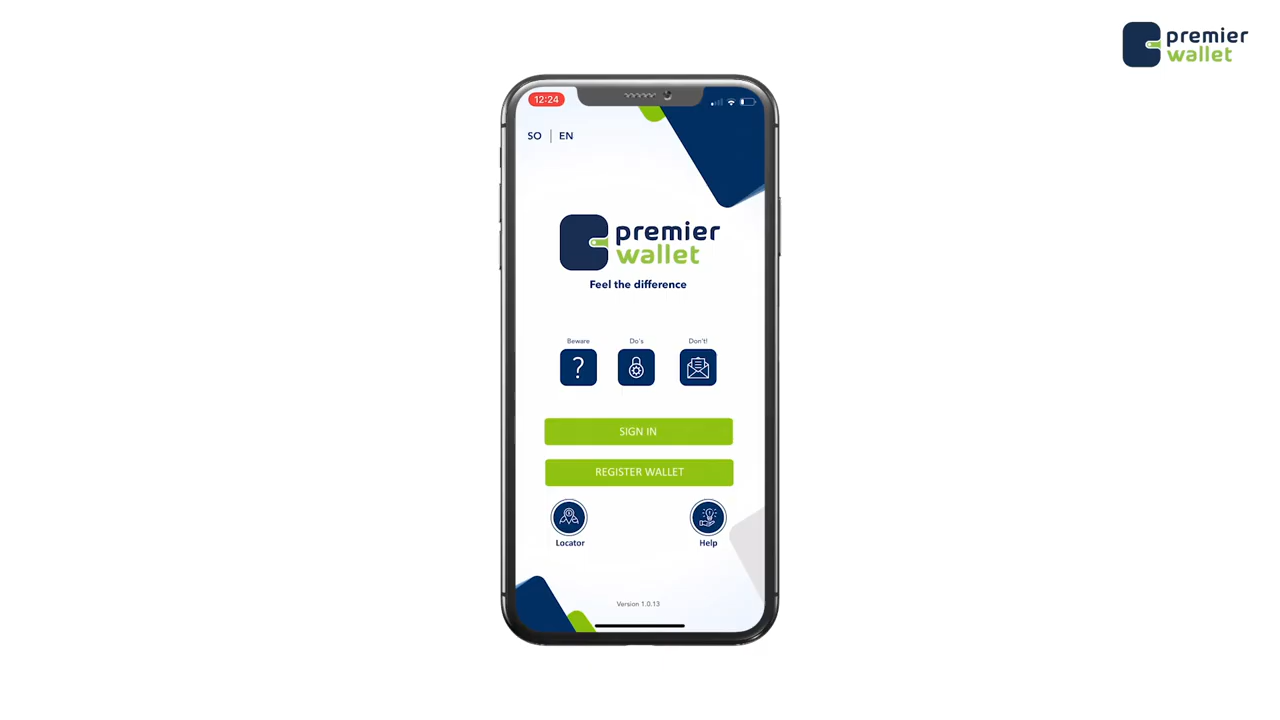 premier
wallet
12:24
SO | EN
premier
wallet
Feel the difference
Beware
Do's
Don't!
?
SIGN IN
REGISTER WALLET
Locator
Help
Version 1.0.13